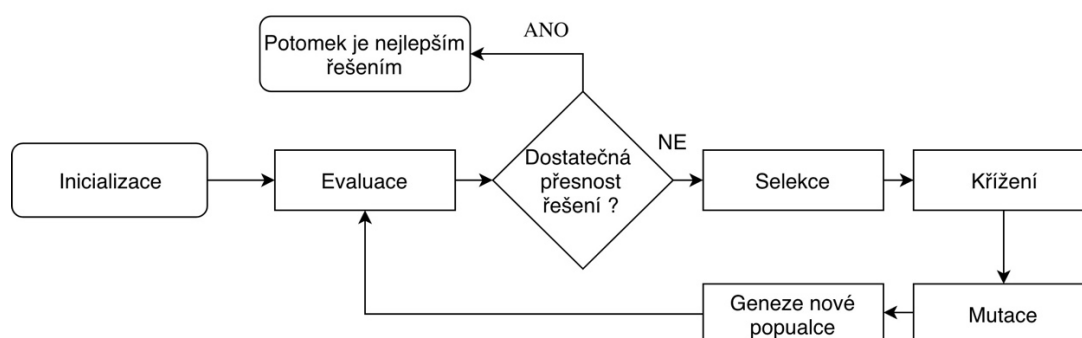 ANO
Potomek je nejlepším
řešením
NE
Inicializace
Evaluace
Dostatečná
přesnost
řešení ?
Selekce
Křížení
Geneze nové
popualce
Mutace